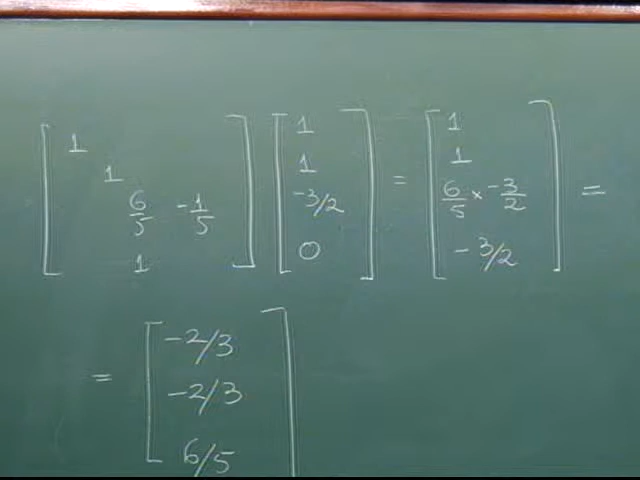 [1 ] [1 ] [1 ]
[ 1 ] [1 ] = [1 ] =
[ 6/5 -1/5] [-3/2] [6/5 × -3/2]
[ 1 ] [0 ] [-3/2]
= [-2/3]
[-2/3]
[6/5]